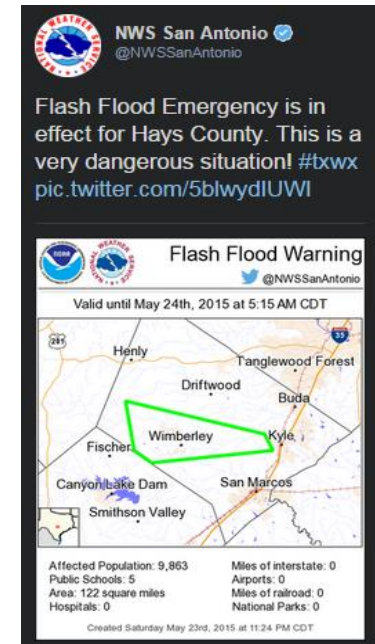 NWS San Antonio
@NWSSanAntonio
Flash Flood Emergency is in
effect for Hays County. This is a
very dangerous situation! #txwx
pic.twitter.com/5blwydIUWI
NOAA
NATIONAL WEATHER SERVICE
Flash Flood Warning
@NWSSanAntonio
Valid until May 24th, 2015 at 5:15 AM CDT
281
35
Henly
Tanglewood Forest
Driftwood
Buda
Wimberley
Kyle
Fischer
Canyon Lake Dam
San Marcos
Smithson Valley
Affected Population: 9,863
Public Schools: 5
Area: 122 square miles
Hospitals: 0
Miles of interstate: 0
Airports: 0
Miles of railroad: 0
National Parks: 0
Created Saturday May 23rd, 2015 at 11:24 PM CDT